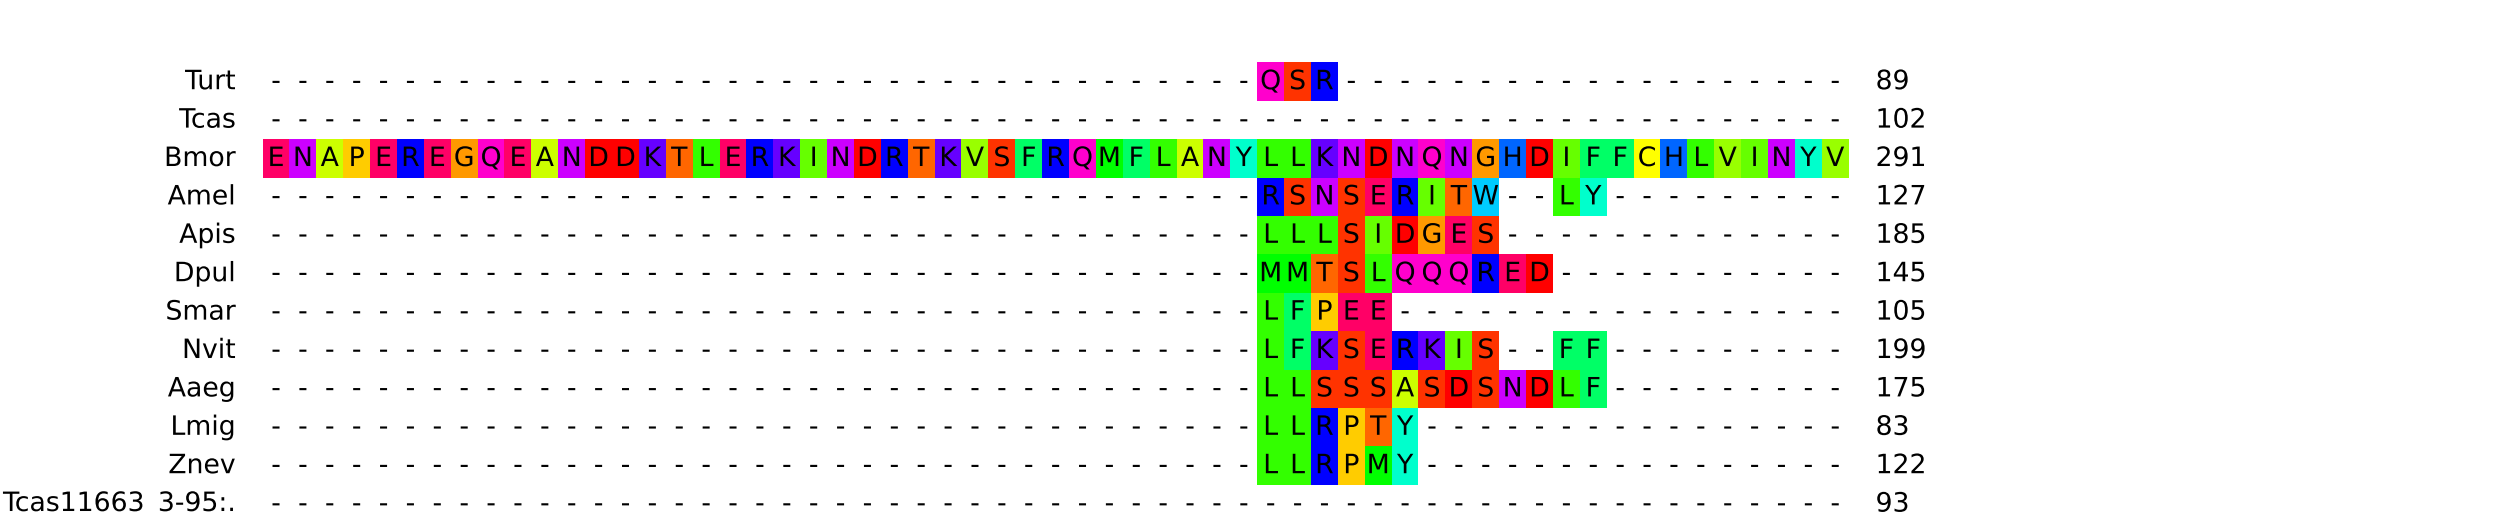 Turt -------------------------------------QSR------------------- 89
Tcas ----------------------------------------------------------- 102
Bmor ENAPEREGQEANDDKTLERKINDRTKVSFRQMFLANYLLKNDNQNGHDIFFCHLVINYV 291
Amel -------------------------------------RSNSERITW--LY--------- 127
Apis -------------------------------------LLLSIDGES------------- 185
Dpul -------------------------------------MMTSLQQQRED----------- 145
Smar -------------------------------------LFPEE----------------- 105
Nvit -------------------------------------LFKSERKIS--FF--------- 199
Aaeg -------------------------------------LLSSSASDSNDLF--------- 175
Lmig -------------------------------------LLRPTY---------------- 83
Znev -------------------------------------LLRPMY---------------- 122
Tcas11663 3-95:. ----------------------------------------------------------- 93